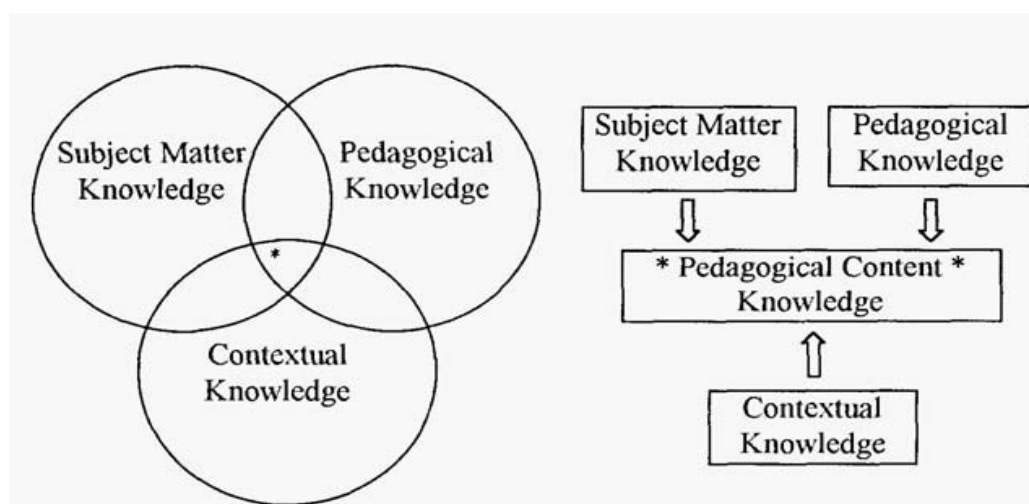 Subject Matter
Knowledge
Pedagogical
Knowledge
*
Contextual
Knowledge
Subject Matter
Knowledge
Pedagogical
Knowledge
* Pedagogical Content *
Knowledge
Contextual
Knowledge